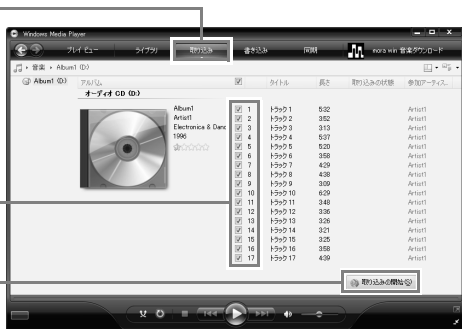 Windows Media Player
プレイ ビュー ライブラリ 取り込み 書き込み 同期 mora win 音楽ダウンロード
音楽 Album1 (D:)
Album1 (D:) アルバム タイトル 長さ 取り込みの状態 参加アーティス...
オーディオ CD (D:)
Album1 1 トラック 1 5:32 Artist1
Artist1 2 トラック 2 3:52 Artist1
Electronica & Danc 3 トラック 3 3:13 Artist1
1996 4 トラック 4 5:37 Artist1
5 トラック 5 5:20 Artist1
6 トラック 6 3:58 Artist1
7 トラック 7 4:29 Artist1
8 トラック 8 4:38 Artist1
9 トラック 9 3:09 Artist1
10 トラック 10 6:29 Artist1
11 トラック 11 3:48 Artist1
12 トラック 12 3:36 Artist1
13 トラック 13 3:26 Artist1
14 トラック 14 3:21 Artist1
15 トラック 15 3:25 Artist1
16 トラック 16 3:58 Artist1
17 トラック 17 4:39 Artist1
取り込みの開始